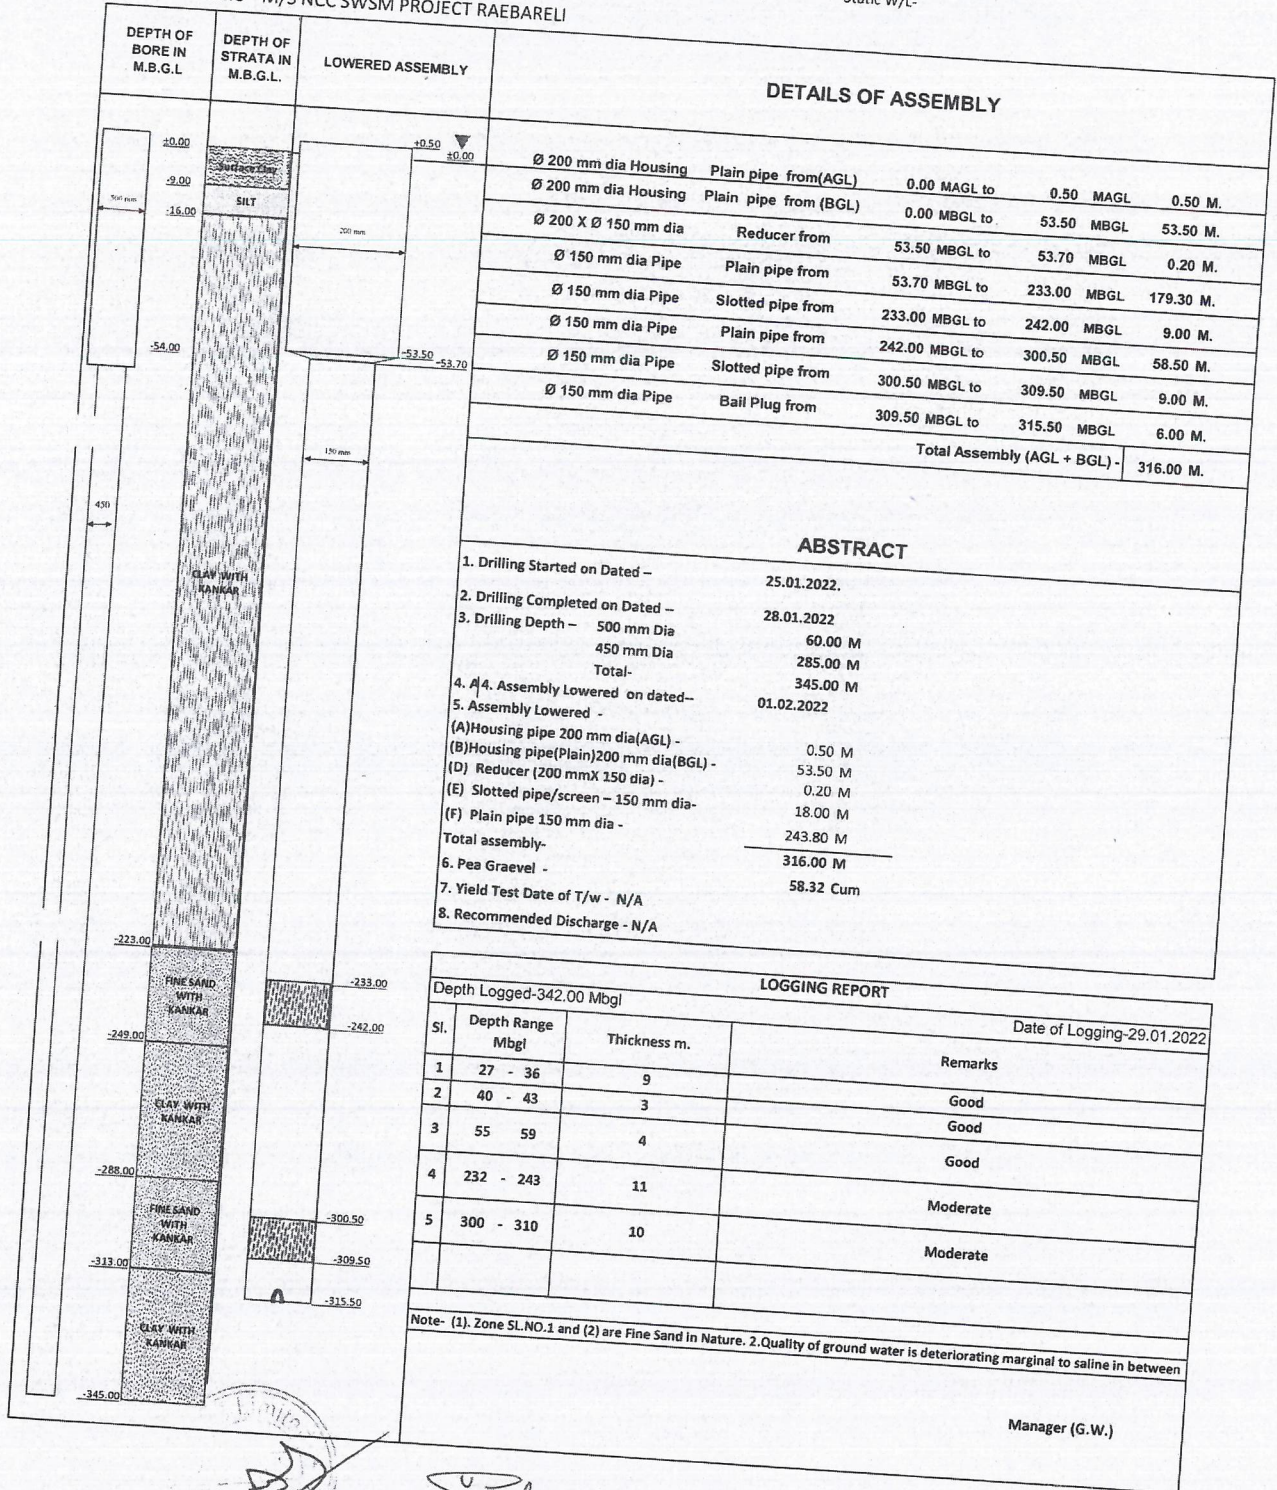 M/S NCC SWSM PROJECT RAEBARELI
Static W/L-
DEPTH OF BORE IN M.B.G.L
DEPTH OF STRATA IN M.B.G.L.
LOWERED ASSEMBLY
±0.00
-9.00
-16.00
-54.00
500 mm
450
Surface Clay
SILT
CLAY WITH KANKAR
-223.00
FINE SAND WITH KANKAR
-249.00
CLAY WITH KANKAR
-288.00
FINE SAND WITH KANKAR
-313.00
CLAY WITH KANKAR
-345.00
+0.50
±0.00
200 mm
-53.50
-53.70
150 mm
-233.00
-242.00
-300.50
-309.50
-315.50
DETAILS OF ASSEMBLY
Ø 200 mm dia Housing Plain pipe from(AGL) 0.00 MAGL to 0.50 MAGL 0.50 M.
Ø 200 mm dia Housing Plain pipe from (BGL) 0.00 MBGL to. 53.50 MBGL 53.50 M.
Ø 200 X Ø 150 mm dia Reducer from 53.50 MBGL to 53.70 MBGL 0.20 M.
Ø 150 mm dia Pipe Plain pipe from 53.70 MBGL to 233.00 MBGL 179.30 M.
Ø 150 mm dia Pipe Slotted pipe from 233.00 MBGL to 242.00 MBGL 9.00 M.
Ø 150 mm dia Pipe Plain pipe from 242.00 MBGL to 300.50 MBGL 58.50 M.
Ø 150 mm dia Pipe Slotted pipe from 300.50 MBGL to 309.50 MBGL 9.00 M.
Ø 150 mm dia Pipe Bail Plug from 309.50 MBGL to 315.50 MBGL 6.00 M.
Total Assembly (AGL + BGL) - 316.00 M.
ABSTRACT
1. Drilling Started on Dated – 25.01.2022.
2. Drilling Completed on Dated – 28.01.2022
3. Drilling Depth – 500 mm Dia 60.00 M
450 mm Dia 285.00 M
Total- 345.00 M
4. A|4. Assembly Lowered on dated– 01.02.2022
5. Assembly Lowered -
(A)Housing pipe 200 mm dia(AGL) - 0.50 M
(B)Housing pipe(Plain)200 mm dia(BGL) - 53.50 M
(D) Reducer (200 mmX 150 dia) - 0.20 M
(E) Slotted pipe/screen – 150 mm dia- 18.00 M
(F) Plain pipe 150 mm dia - 243.80 M
Total assembly- 316.00 M
6. Pea Graevel - 58.32 Cum
7. Yield Test Date of T/w - N/A
8. Recommended Discharge - N/A
LOGGING REPORT
Depth Logged-342.00 Mbgl Date of Logging-29.01.2022
Sl. Depth Range Mbgl Thickness m. Remarks
1 27 - 36 9 Good
2 40 - 43 3 Good
3 55 59 4 Good
4 232 - 243 11 Moderate
5 300 - 310 10 Moderate
Note- (1). Zone SL.NO.1 and (2) are Fine Sand in Nature. 2.Quality of ground water is deteriorating marginal to saline in between
Manager (G.W.)
Limite